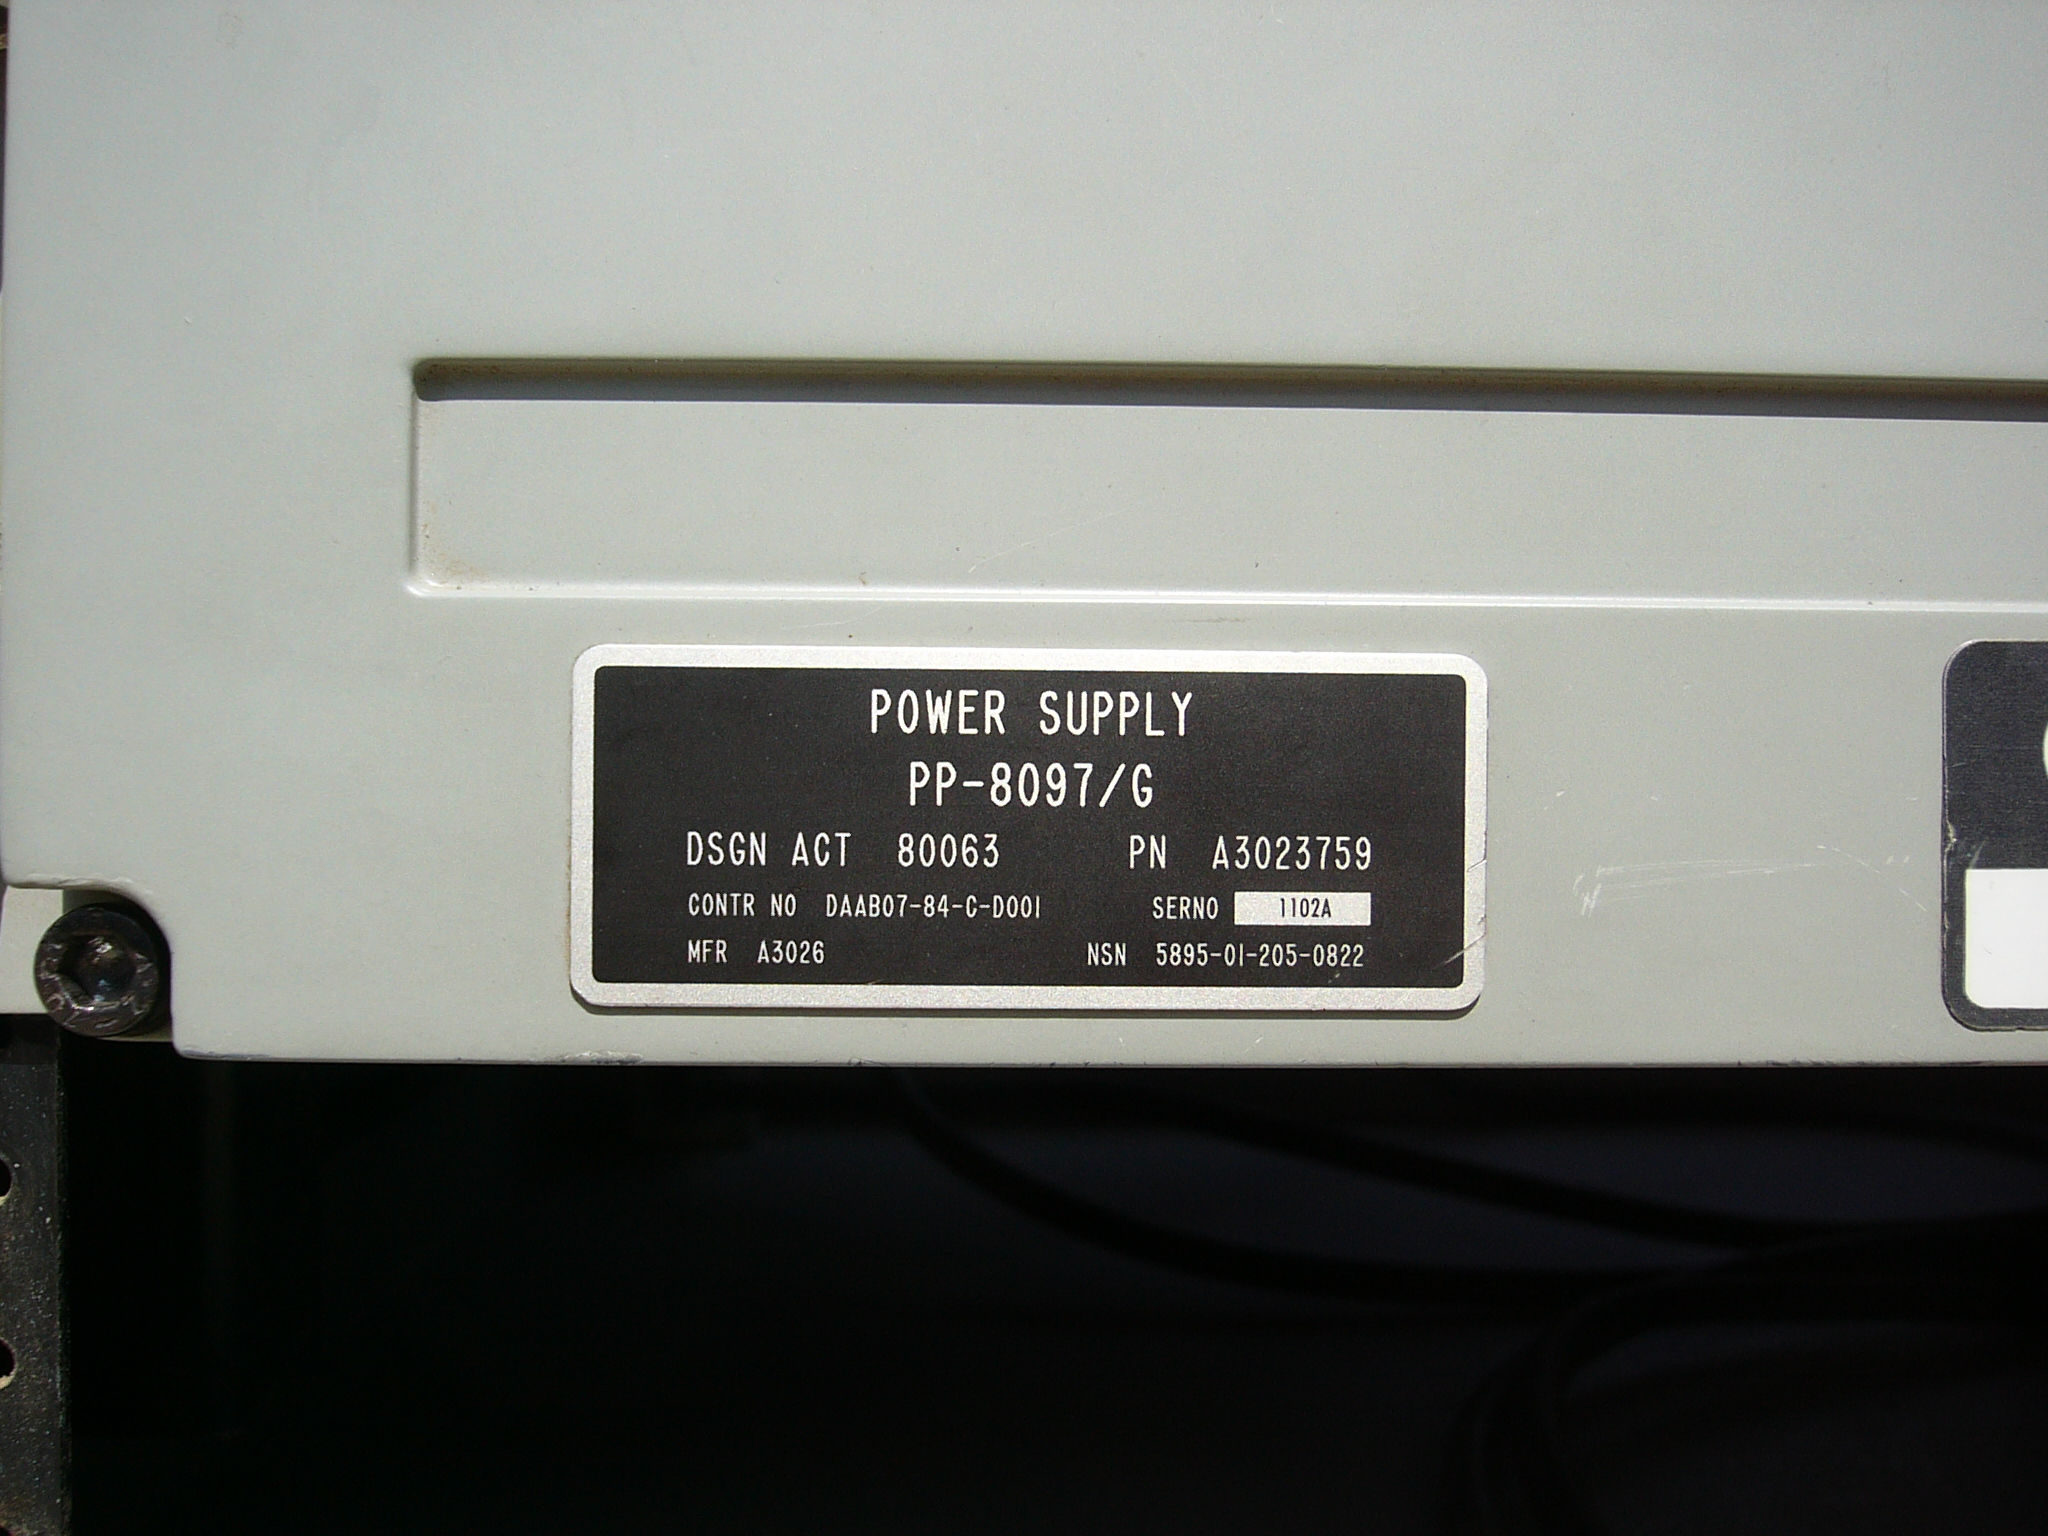 POWER SUPPLY
PP-8097/G
DSGN ACT 80063 PN A3023759
CONTR NO DAAB07-84-C-D001 SERNO 1102A
MFR A3026 NSN 5895-01-205-0822